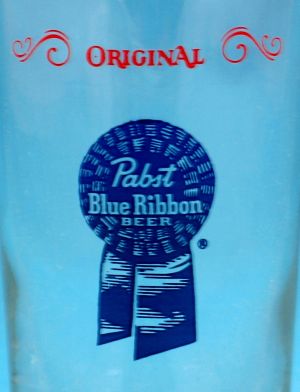 ORIGINAL
Pabst
Blue Ribbon
BEER
®